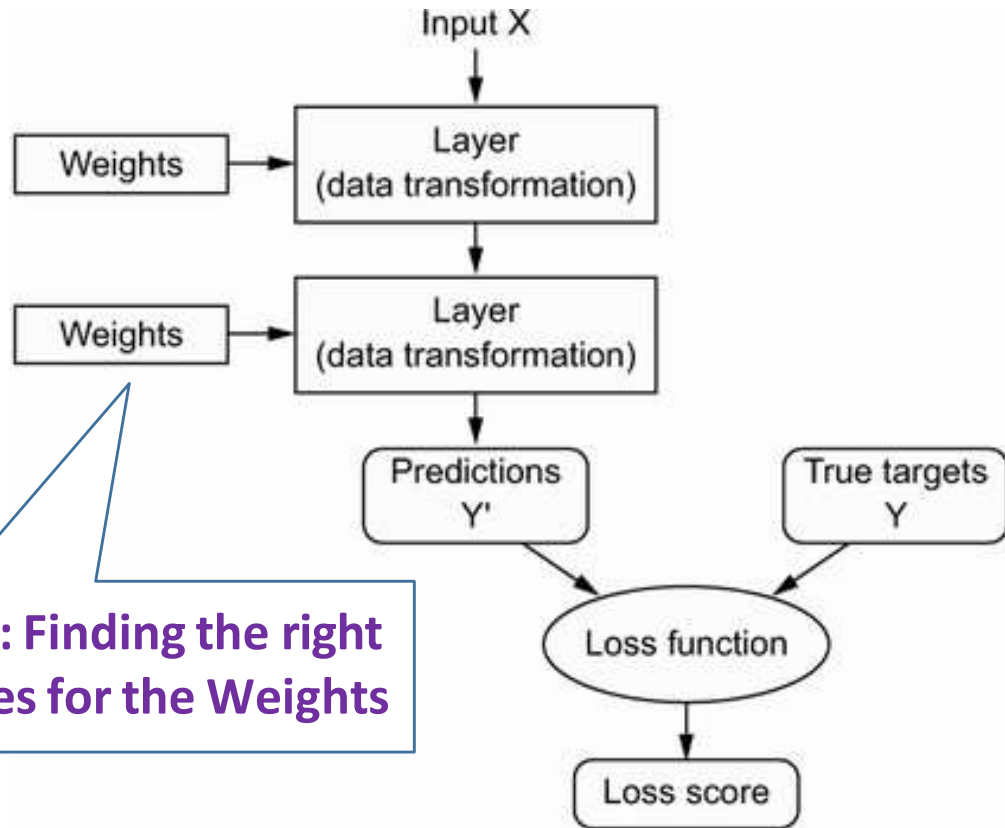 Input X
Weights
Layer
(data transformation)
Weights
Layer
(data transformation)
Predictions
Y'
True targets
Y
: Finding the right
es for the Weights
Loss function
Loss score